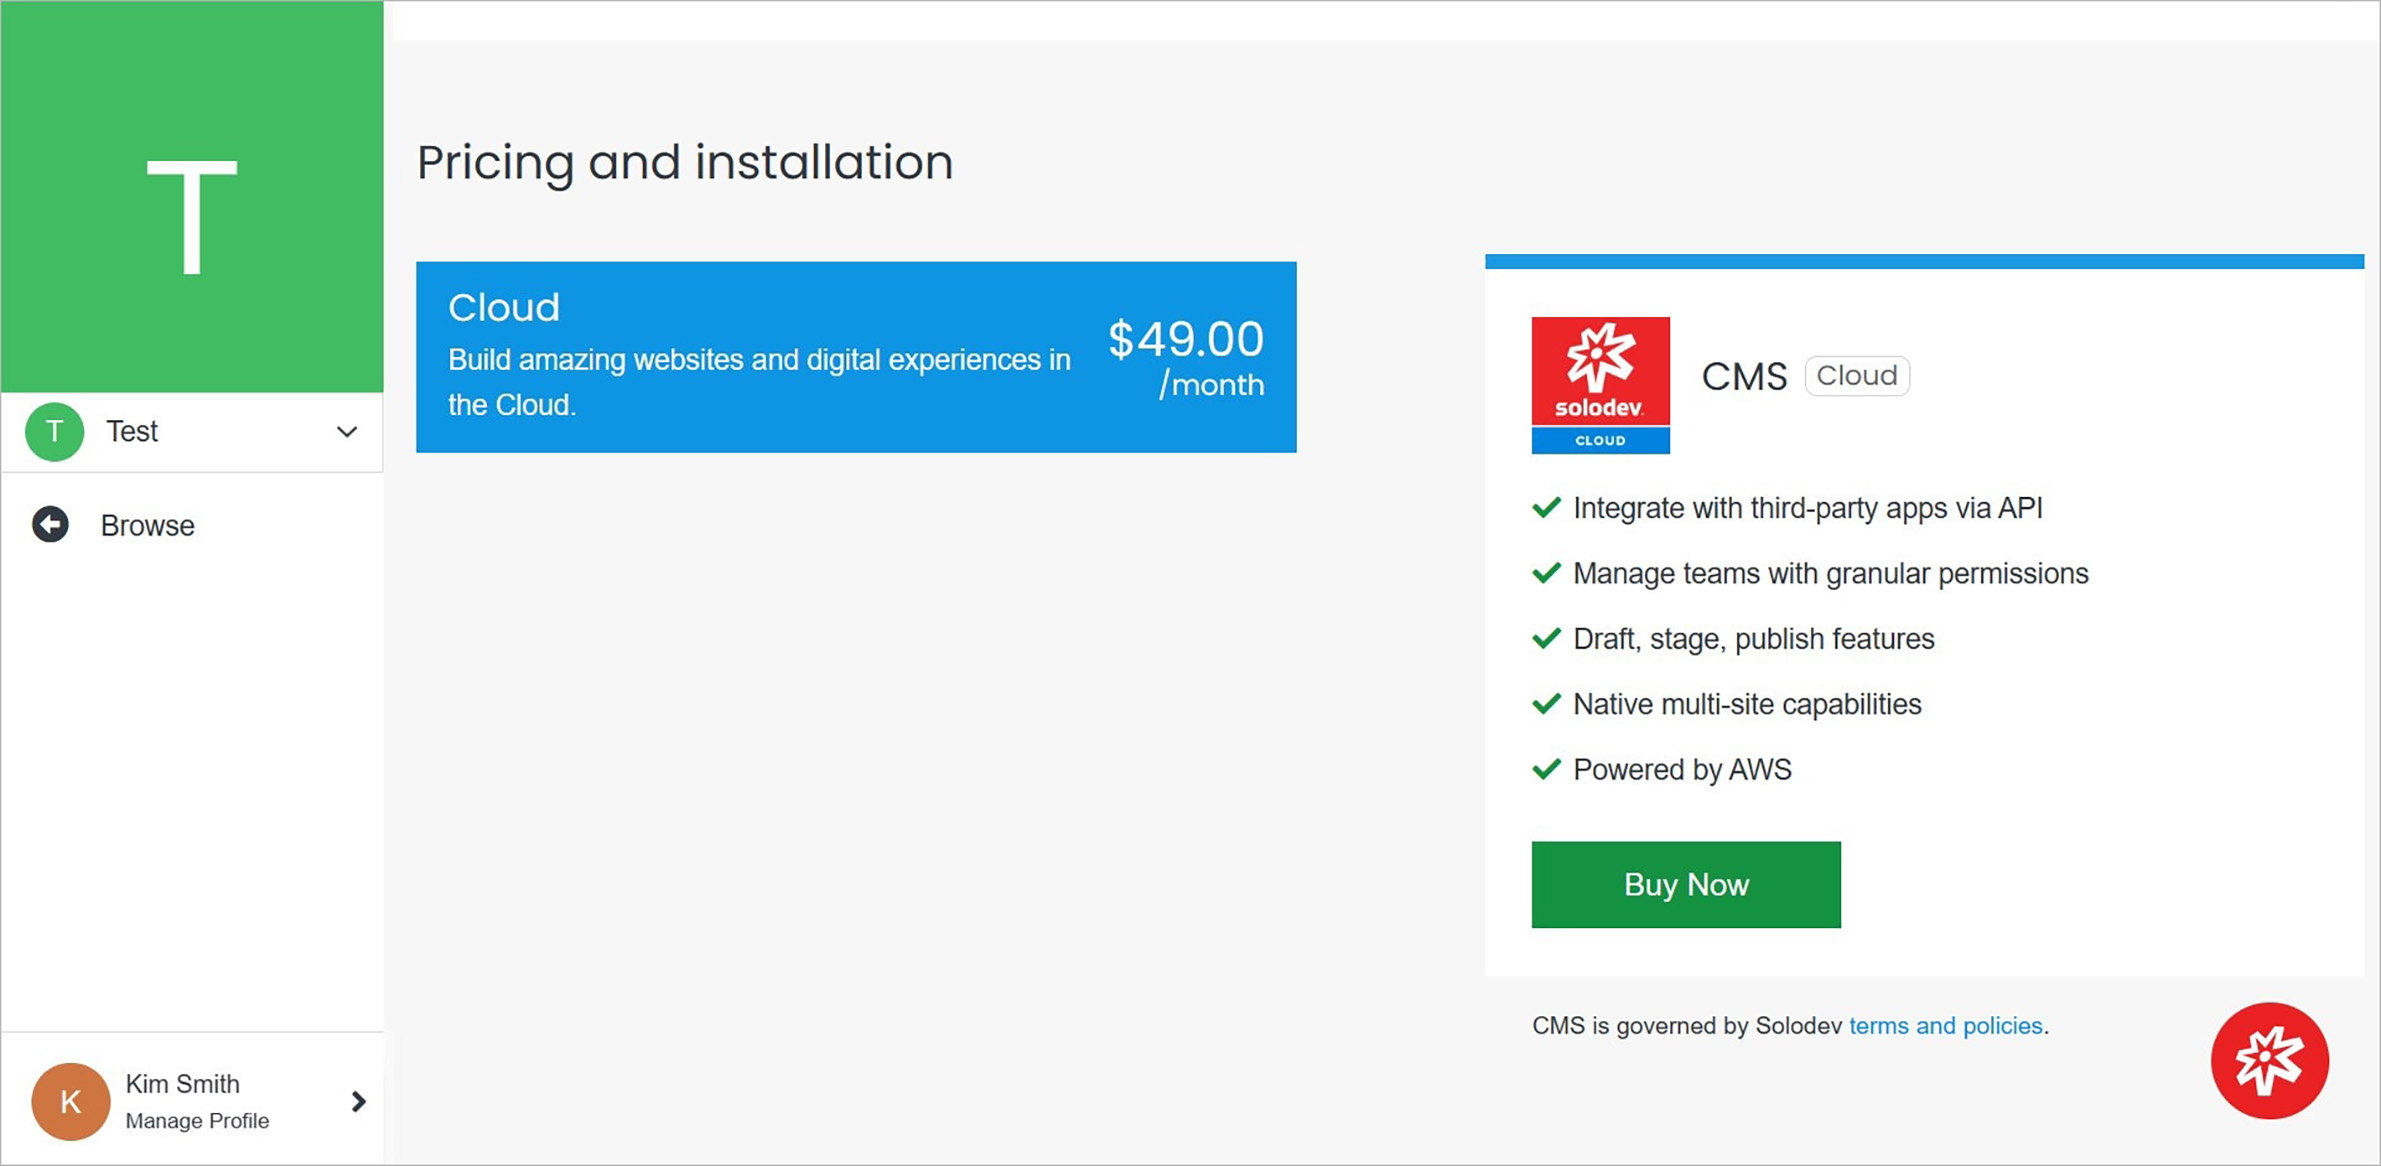 T
T Test
Browse
K
Kim Smith
Manage Profile
Pricing and installation
Cloud
Build amazing websites and digital experiences in
the Cloud.
$49.00
/month
solodev
CLOUD
CMS Cloud
Integrate with third-party apps via API
Manage teams with granular permissions
Draft, stage, publish features
Native multi-site capabilities
Powered by AWS
Buy Now
CMS is governed by Solodev terms and policies.